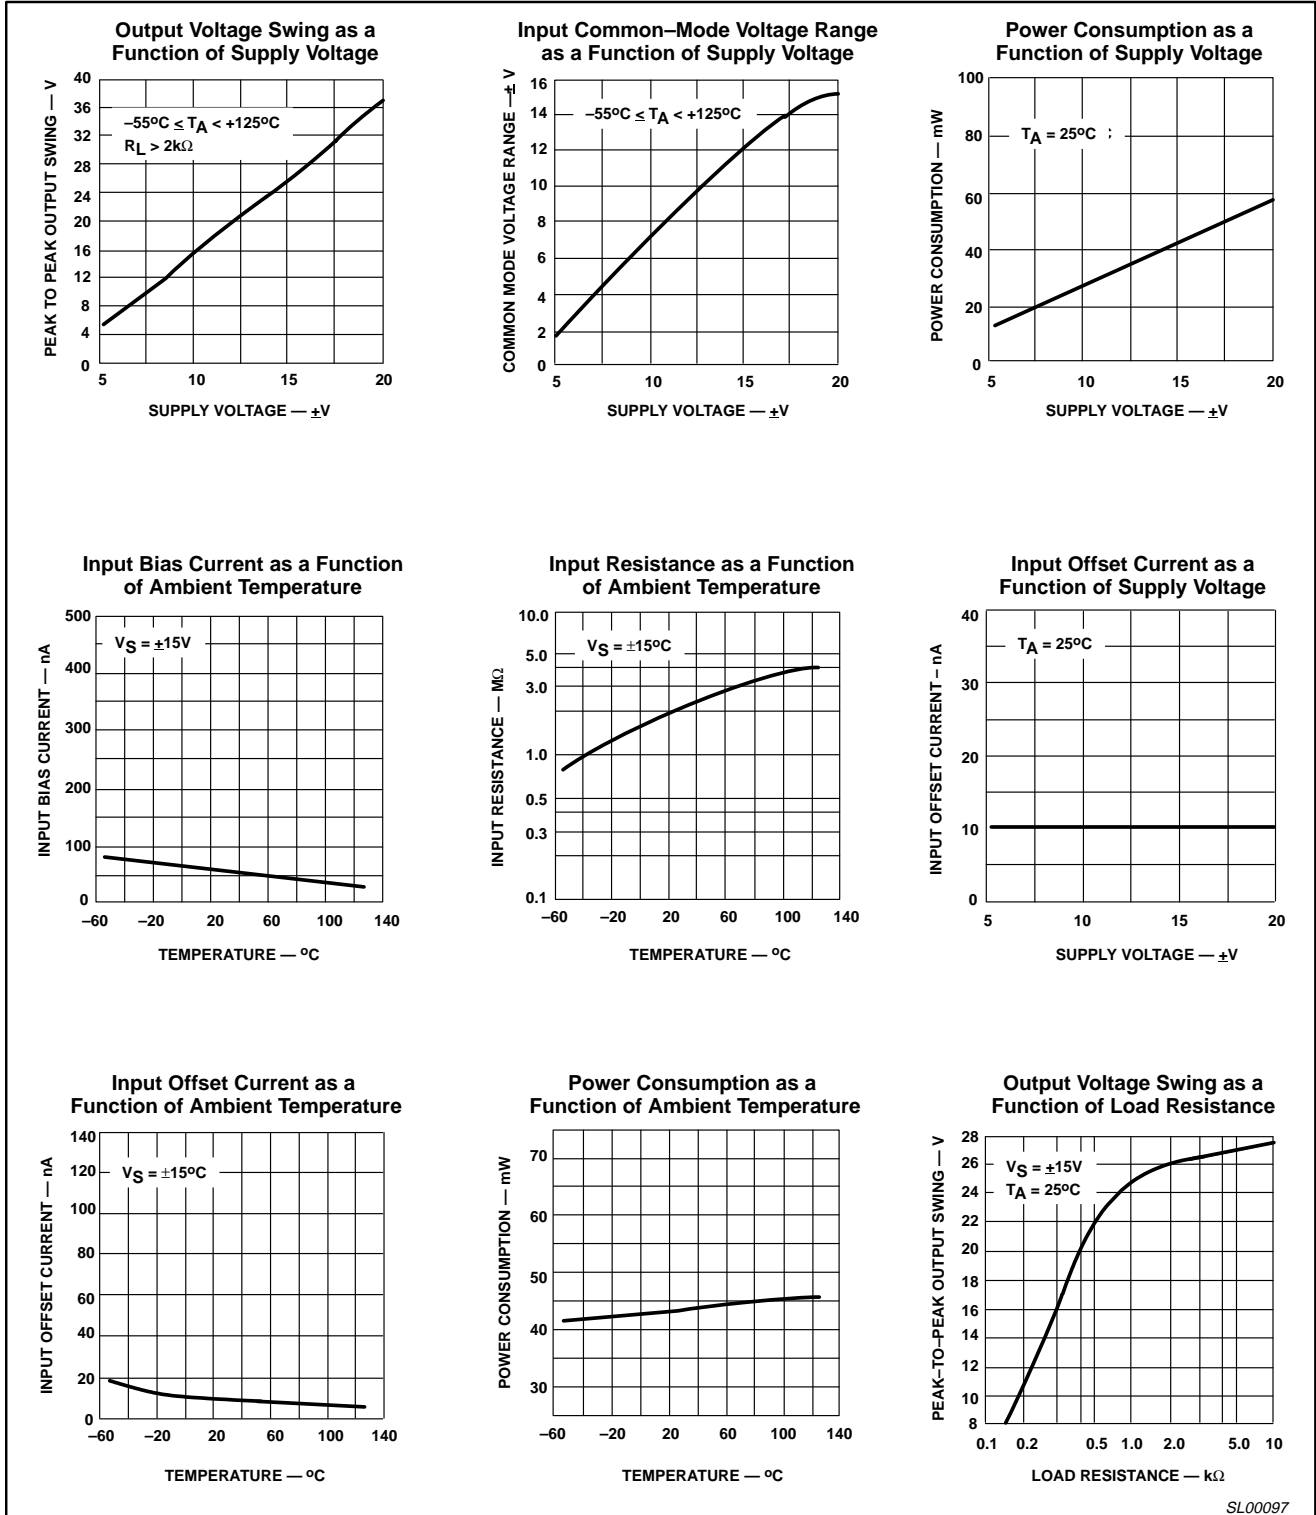 Output Voltage Swing as a
Function of Supply Voltage
PEAK TO PEAK OUTPUT SWING — V
40
36
32
28
24
20
16
12
8
4
0
–55°C ≤ TA < +125°C
RL > 2kΩ
5
10
15
20
SUPPLY VOLTAGE — ±V
Input Common–Mode Voltage Range
as a Function of Supply Voltage
COMMON MODE VOLTAGE RANGE — ± V
16
14
12
10
8
6
4
2
0
–55°C ≤ TA < +125°C
5
10
15
20
SUPPLY VOLTAGE — ±V
Power Consumption as a
Function of Supply Voltage
POWER CONSUMPTION — mW
100
80
60
40
20
0
TA = 25°C
5
10
15
20
SUPPLY VOLTAGE — ±V
Input Bias Current as a Function
of Ambient Temperature
INPUT BIAS CURRENT — nA
500
400
300
200
100
0
VS = ±15V
–60
–20
20
60
100
140
TEMPERATURE — °C
Input Resistance as a Function
of Ambient Temperature
INPUT RESISTANCE — MΩ
10.0
5.0
3.0
1.0
0.5
0.3
0.1
VS = ±15°C
–60
–20
20
60
100
140
TEMPERATURE — °C
Input Offset Current as a
Function of Supply Voltage
INPUT OFFSET CURRENT – nA
40
30
20
10
0
TA = 25°C
5
10
15
20
SUPPLY VOLTAGE — ±V
Input Offset Current as a
Function of Ambient Temperature
INPUT OFFSET CURRENT — nA
140
120
100
80
60
40
20
0
VS = ±15°C
–60
–20
20
60
100
140
TEMPERATURE — °C
Power Consumption as a
Function of Ambient Temperature
POWER CONSUMPTION — mW
70
60
50
40
30
–60
–20
20
60
100
140
TEMPERATURE — °C
Output Voltage Swing as a
Function of Load Resistance
PEAK–TO–PEAK OUTPUT SWING — V
28
26
24
22
20
18
16
14
12
10
8
VS = ±15V
TA = 25°C
0.1
0.2
0.5
1.0
2.0
5.0
10
LOAD RESISTANCE — kΩ
SL00097